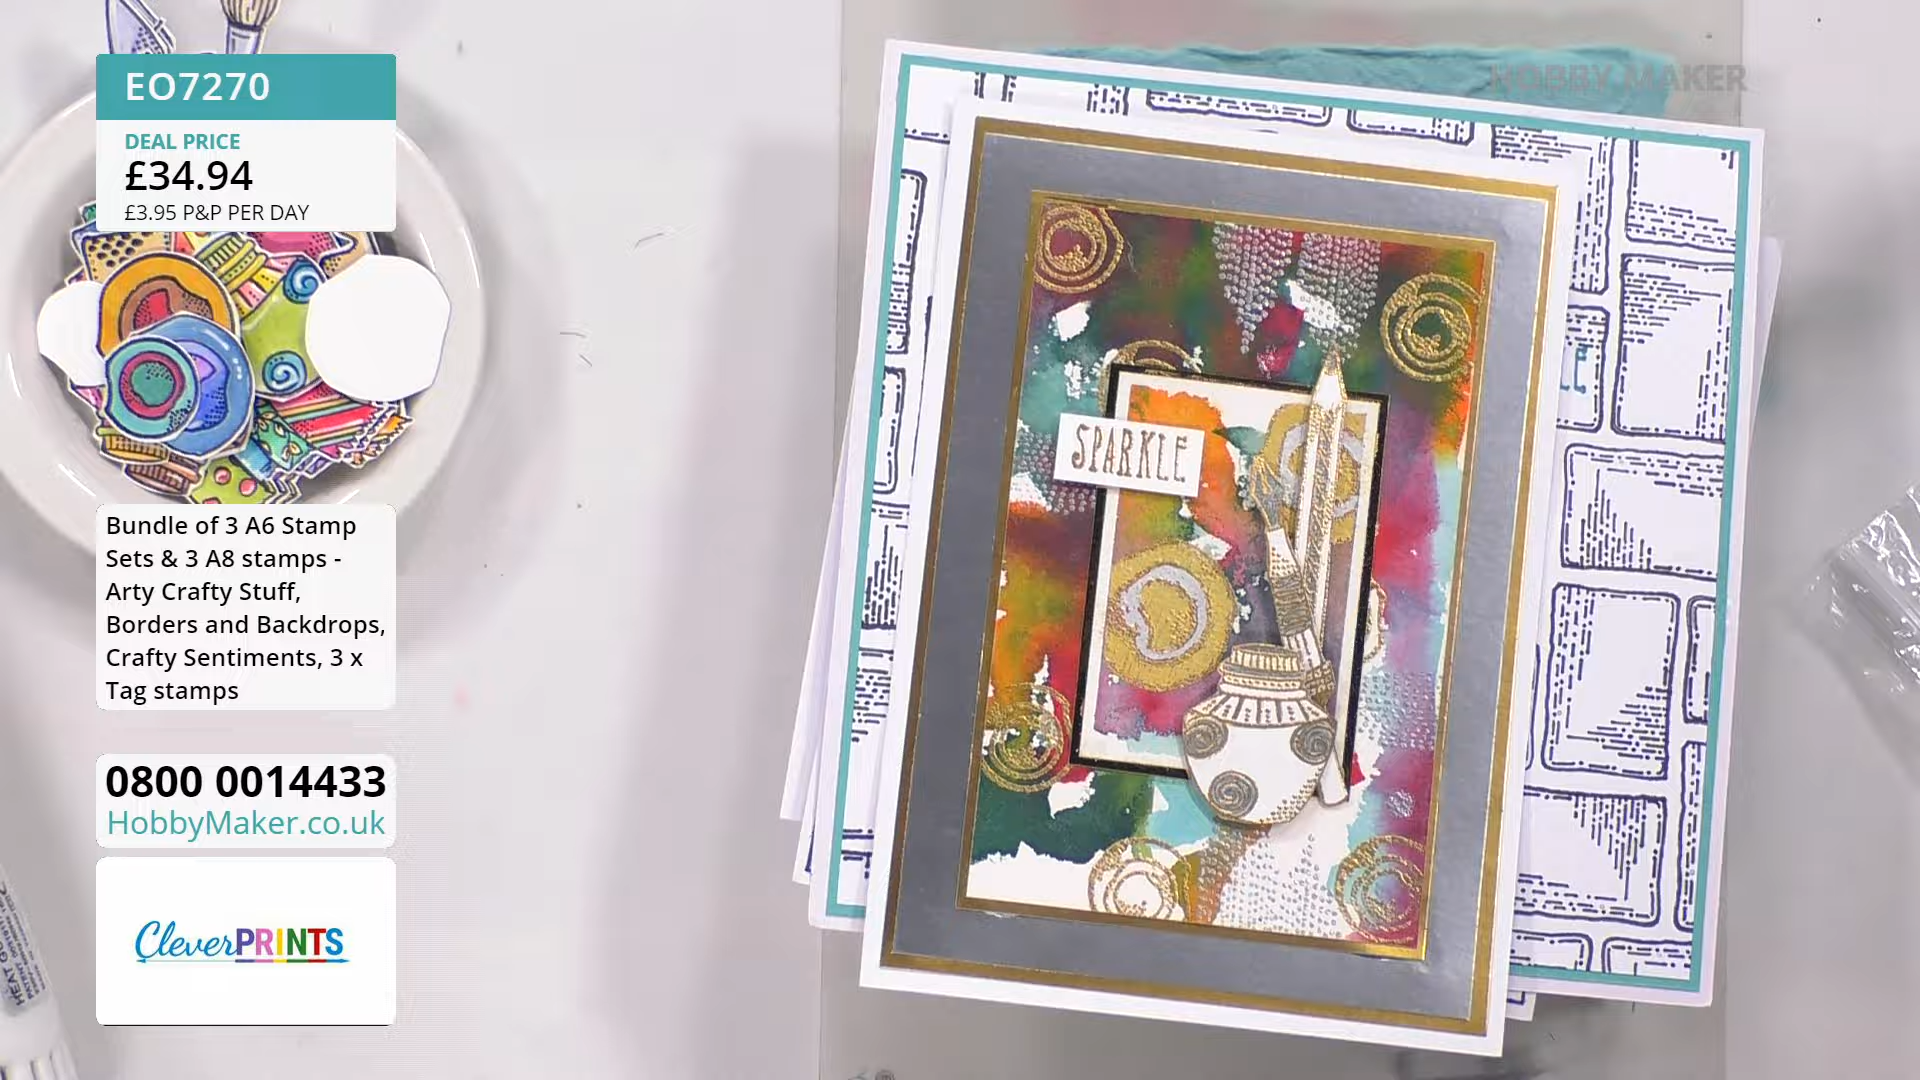 EO7270
DEAL PRICE
£34.94
£3.95 P&P PER DAY
HOBBY MAKER
SPARKLE
Bundle of 3 A6 Stamp
Sets & 3 A8 stamps -
Arty Crafty Stuff,
Borders and Backdrops,
Crafty Sentiments, 3 x
Tag stamps
0800 0014433
HobbyMaker.co.uk
CleverPRINTS